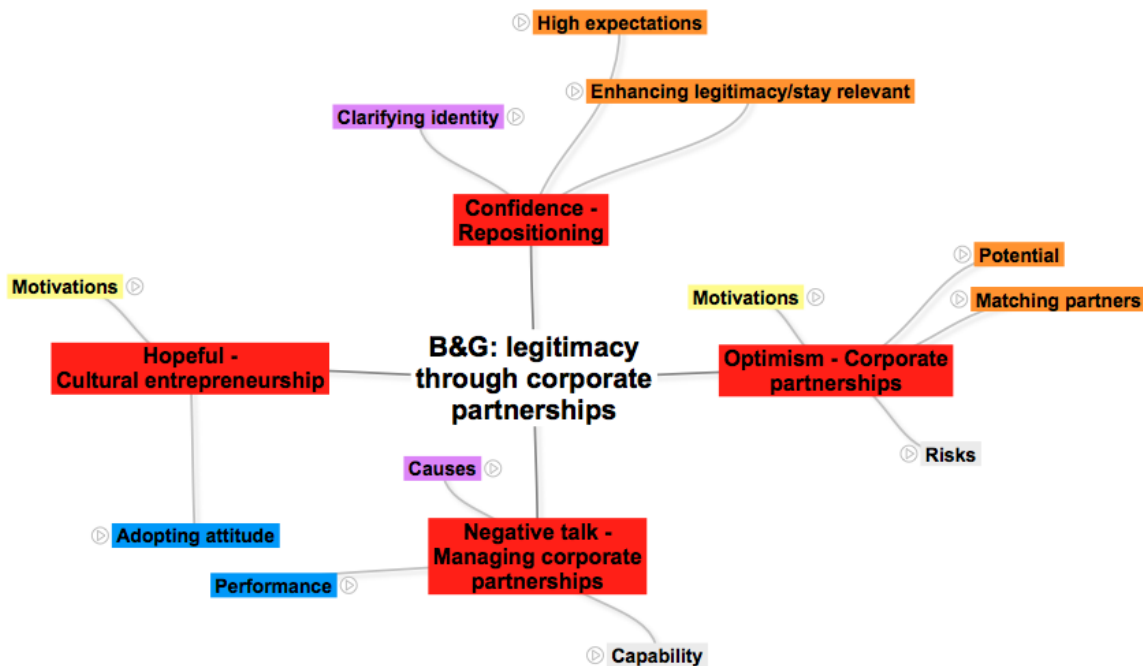 High expectations
Enhancing legitimacy/stay relevant
Clarifying identity
Confidence -
Repositioning
Potential
Motivations
Motivations
Matching partners
Hopeful -
Cultural entrepreneurship
B&G: legitimacy
through corporate
partnerships
Optimism - Corporate
partnerships
Risks
Causes
Adopting attitude
Negative talk -
Managing corporate
partnerships
Performance
Capability